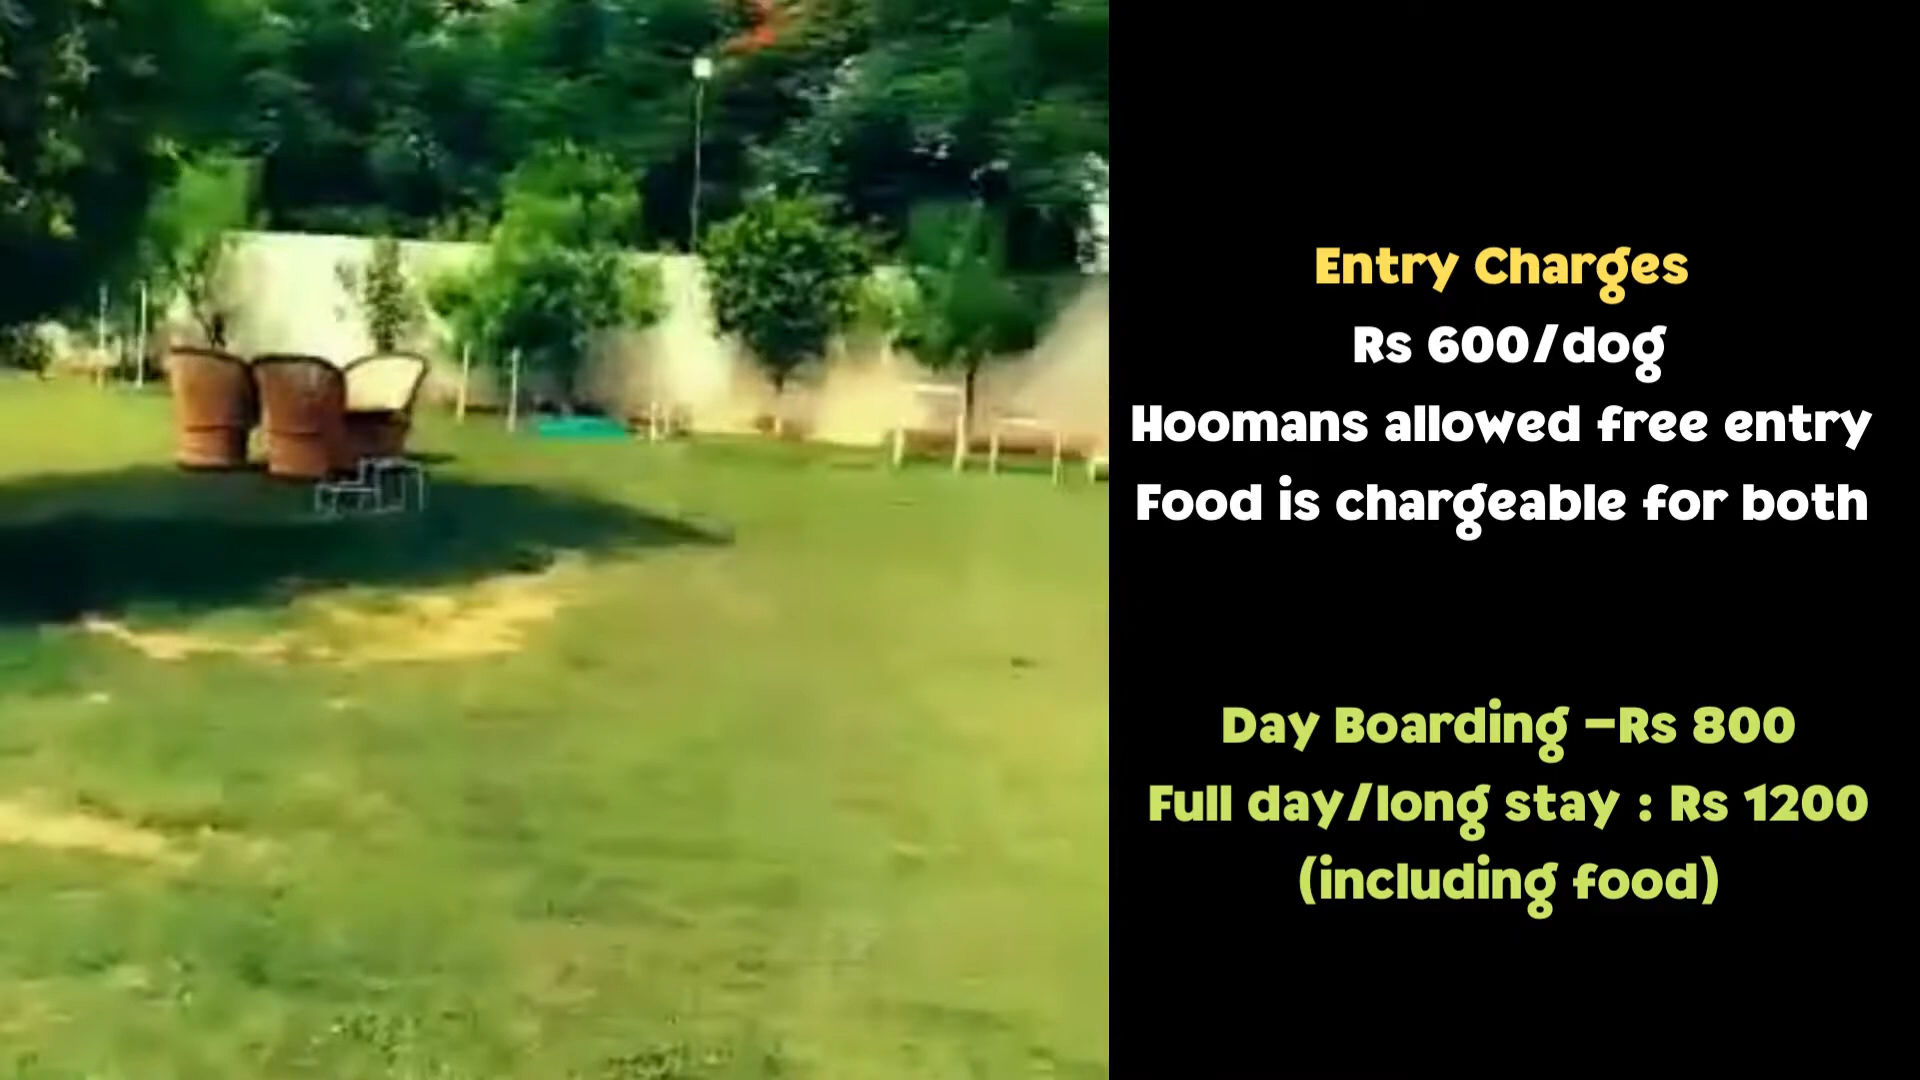 Entry Charges
Rs 600/dog
Hoomans allowed free entry
Food is chargeable for both
Day Boarding –Rs 800
Full day/long stay : Rs 1200
(including food)